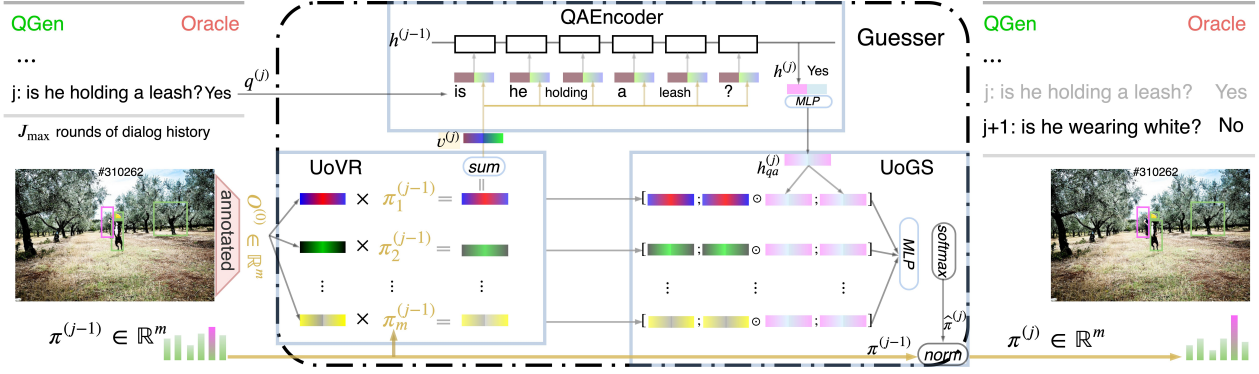 QGen Oracle
...
j: is he holding a leash? Yes
J_max rounds of dialog history
#310262
annotated
O^(0) ∈ ℝ^m
π^(j-1) ∈ ℝ^m
q^(j)
QAEncoder
Guesser
h^(j-1)
is he holding a leash ?
h^(j) Yes
MLP
v^(j)
UoVR
sum
× π_1^(j-1) =
× π_2^(j-1) =
⋮ ⋮ ⋮
× π_m^(j-1) =
UoGS
h_qa^(j)
[ ; ⊙ ; ]
[ ; ⊙ ; ]
⋮ ⋮ ⋮
[ ; ⊙ ; ]
MLP
softmax
π̂^(j)
π^(j-1)
norm
QGen Oracle
...
j: is he holding a leash? Yes
j+1: is he wearing white? No
#310262
π^(j) ∈ ℝ^m